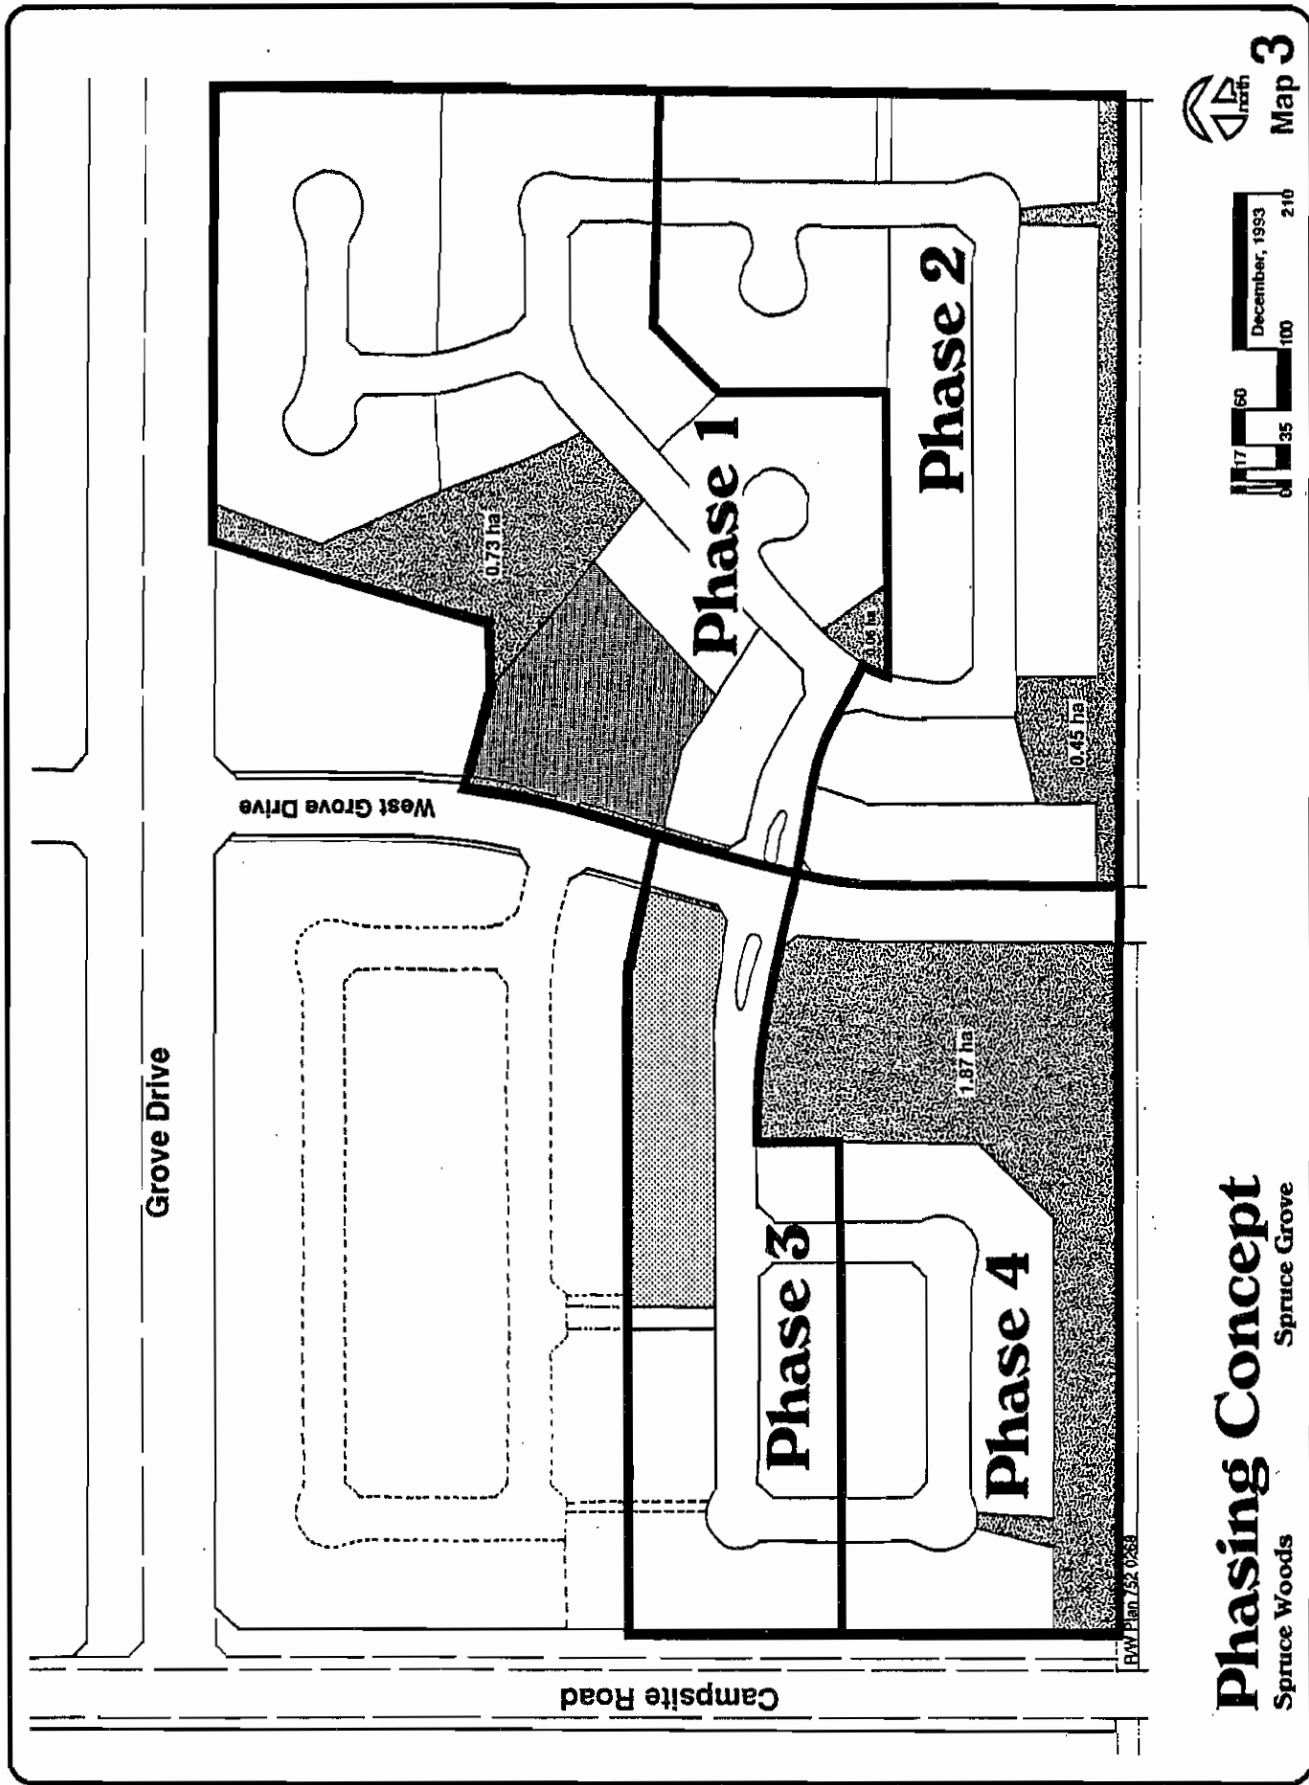 Grove Drive
West Grove Drive
Campsite Road
0.73 ha
Phase 1
0.06 ha
Phase 2
0.45 ha
Phase 3
1.87 ha
Phase 4
R/W Plan 752 0268
Phasing Concept
Spruce Woods
Spruce Grove
17 60
December, 1993
0 35 100 210
north
Map 3